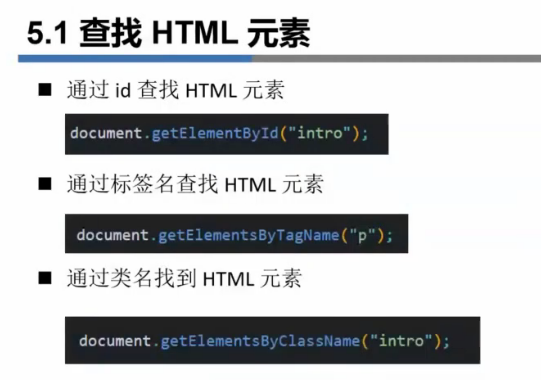 5.1 查找 HTML 元素
■ 通过 id 查找 HTML 元素
document.getElementById("intro");
■ 通过标签名查找 HTML 元素
document.getElementsByTagName("p");
■ 通过类名找到 HTML 元素
document.getElementsByClassName("intro");